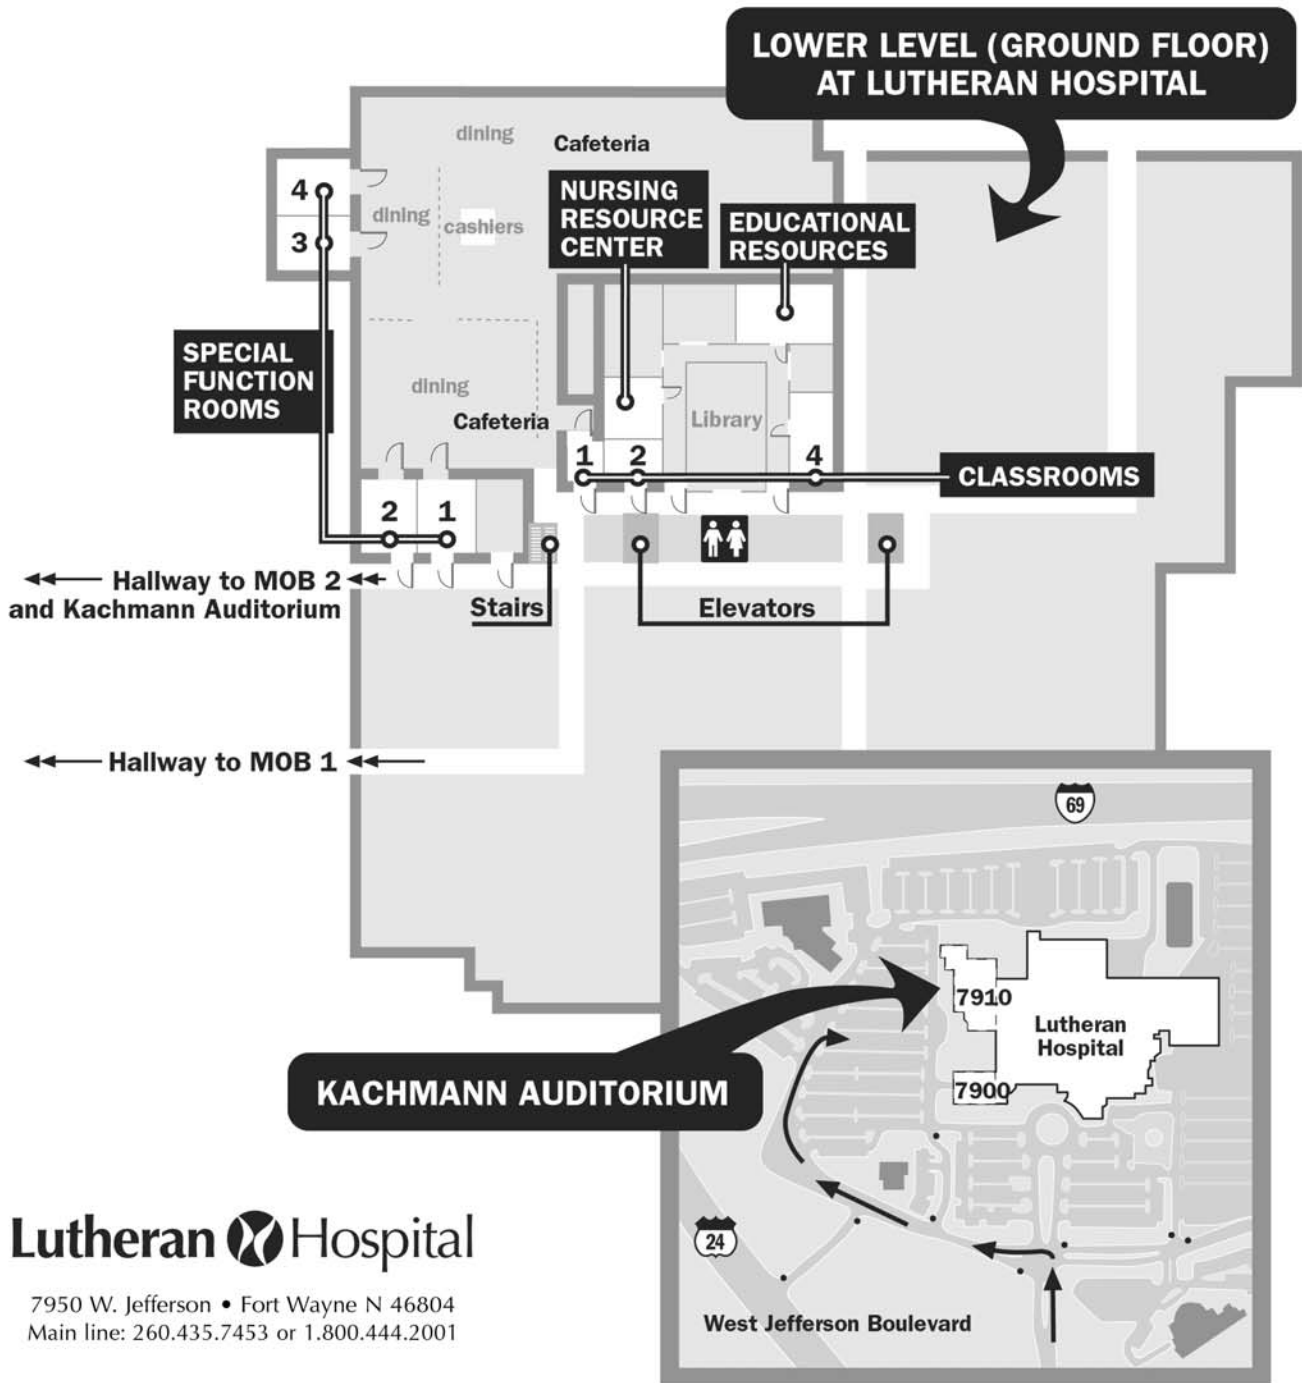 LOWER LEVEL (GROUND FLOOR)
AT LUTHERAN HOSPITAL
dining
Cafeteria
4
dining
cashiers
3
NURSING
RESOURCE
CENTER
EDUCATIONAL
RESOURCES
SPECIAL
FUNCTION
ROOMS
dining
Cafeteria
Library
1
2
4
CLASSROOMS
2
1
Hallway to MOB 2
and Kachmann Auditorium
Stairs
Elevators
Hallway to MOB 1
69
7910
Lutheran
Hospital
7900
KACHMANN AUDITORIUM
24
West Jefferson Boulevard
Lutheran Hospital
7950 W. Jefferson • Fort Wayne N 46804
Main line: 260.435.7453 or 1.800.444.2001